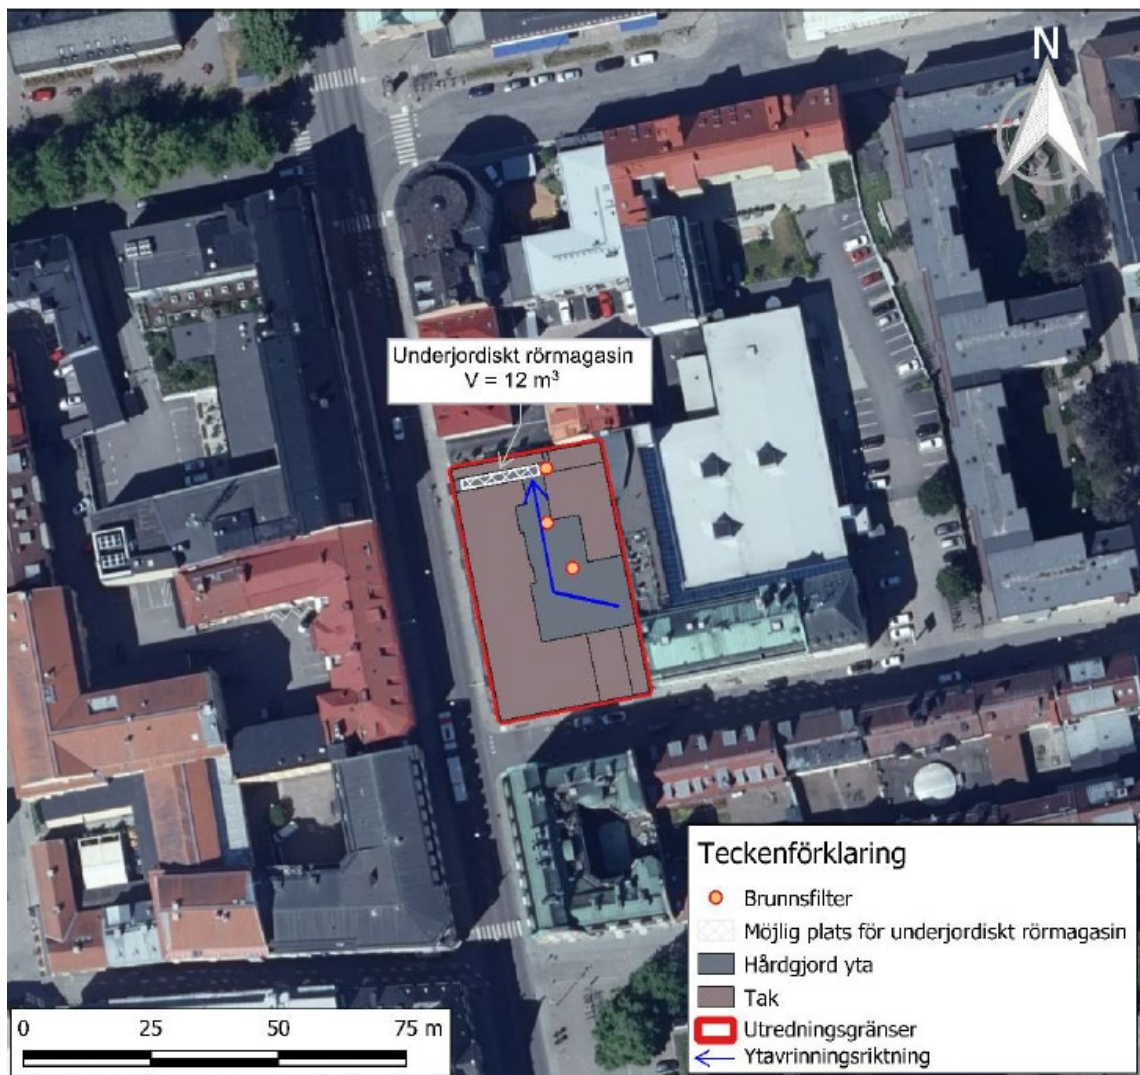 N
Underjordiskt rörmagasin
V = 12 m³
Teckenförklaring
Brunnsfilter
Möjlig plats för underjordiskt rörmagasin
Hårdgjord yta
Tak
Utredningsgränser
Ytavrinningsriktning
0 25 50 75 m